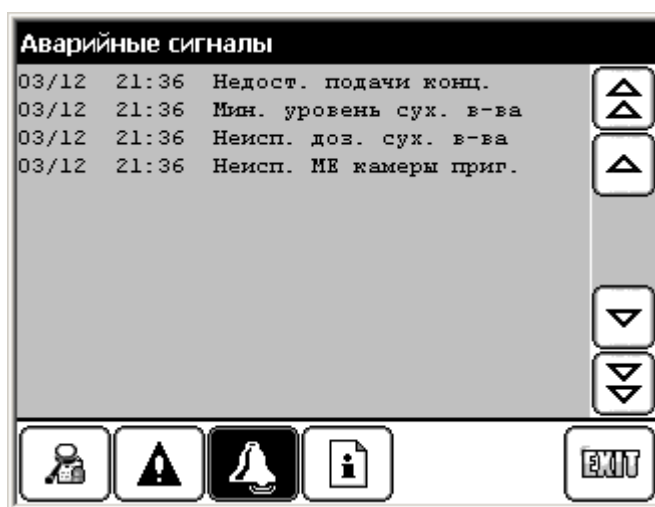 Аварийные сигналы
03/12 21:36 Недост. подачи конц.
03/12 21:36 Мин. уровень сух. в-ва
03/12 21:36 Неисп. доз. сух. в-ва
03/12 21:36 Неисп. МЕ камеры приг.
EXIT